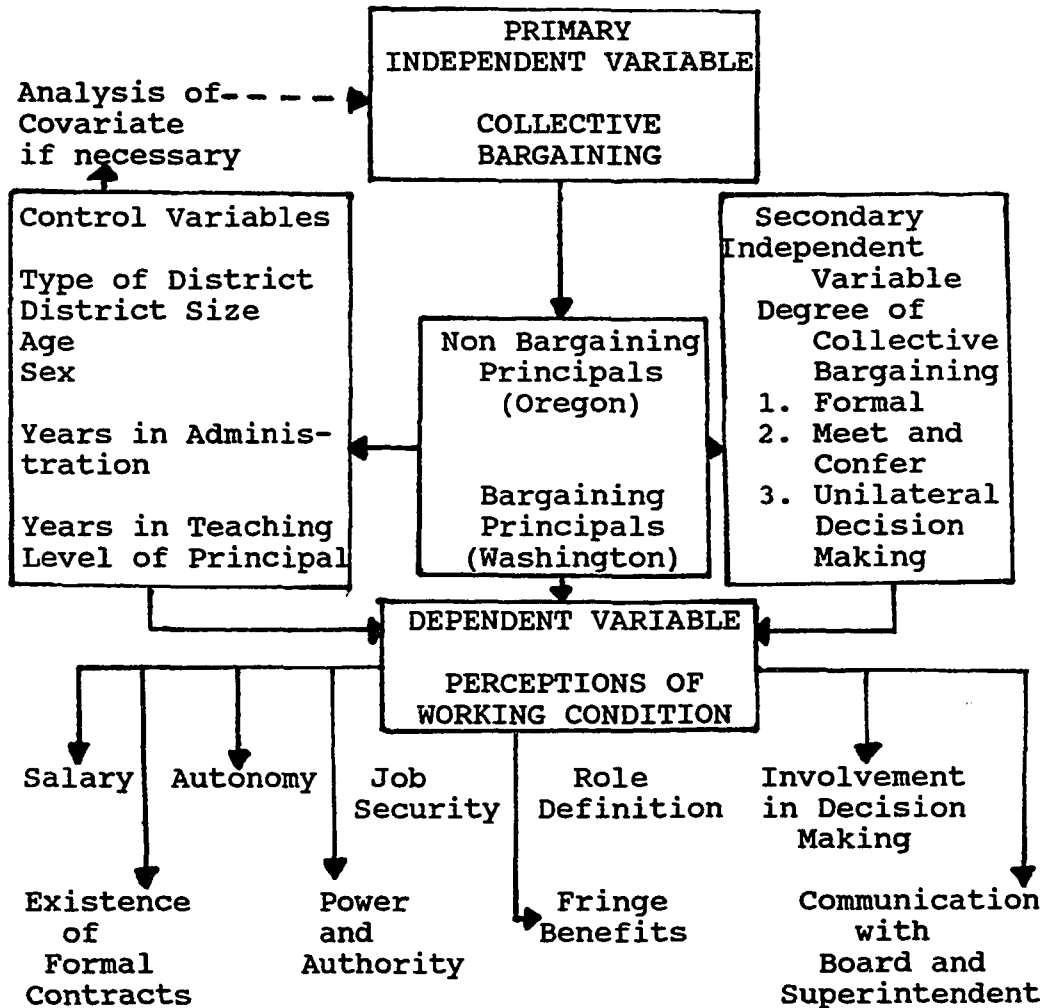 PRIMARY
INDEPENDENT VARIABLE
COLLECTIVE
BARGAINING
Analysis of
Covariate
if necessary
Control Variables
Type of District
District Size
Age
Sex
Years in Adminis-
tration
Years in Teaching
Level of Principal
Non Bargaining
Principals
(Oregon)
Bargaining
Principals
(Washington)
Secondary
Independent
Variable
Degree of
Collective
Bargaining
1. Formal
2. Meet and
Confer
3. Unilateral
Decision
Making
DEPENDENT VARIABLE
PERCEPTIONS OF
WORKING CONDITION
Salary
Autonomy
Job
Security
Role
Definition
Involvement
in Decision
Making
Existence
of
Formal
Contracts
Power
and
Authority
Fringe
Benefits
Communication
with
Board and
Superintendent